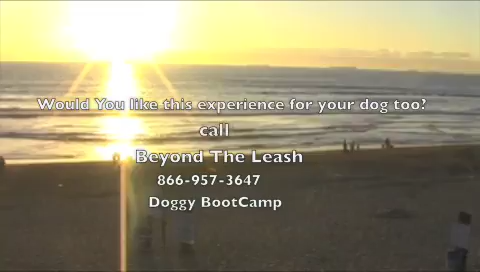 Would You like this experience for your dog too?
call
Beyond The Leash
866-957-3647
Doggy BootCamp